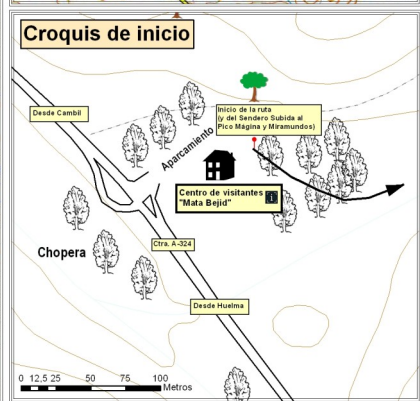 Croquis de inicio
Desde Cambil
Inicio de la ruta
(y del Sendero Subida al
Pico Mágina y Miramundos)
Aparcamiento
Centro de visitantes
"Mata Bejid"
Chopera
Ctra. A-324
Desde Huelma
0 12,5 25 50 75 100
Metros